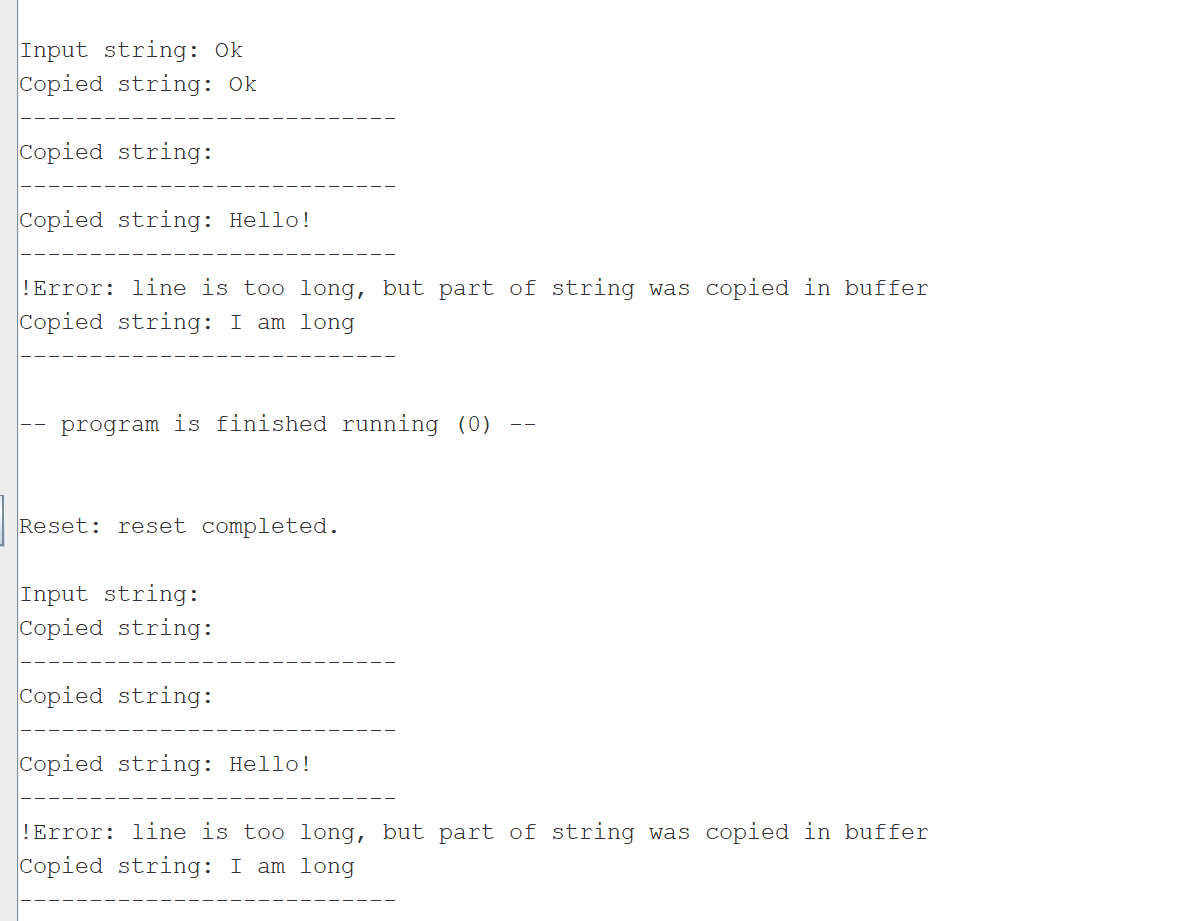 Input string: Ok
Copied string: Ok
---------------------------
Copied string:
---------------------------
Copied string: Hello!
---------------------------
!Error: line is too long, but part of string was copied in buffer
Copied string: I am long
---------------------------
-- program is finished running (0) --
Reset: reset completed.
Input string:
Copied string:
---------------------------
Copied string:
---------------------------
Copied string: Hello!
---------------------------
!Error: line is too long, but part of string was copied in buffer
Copied string: I am long
---------------------------